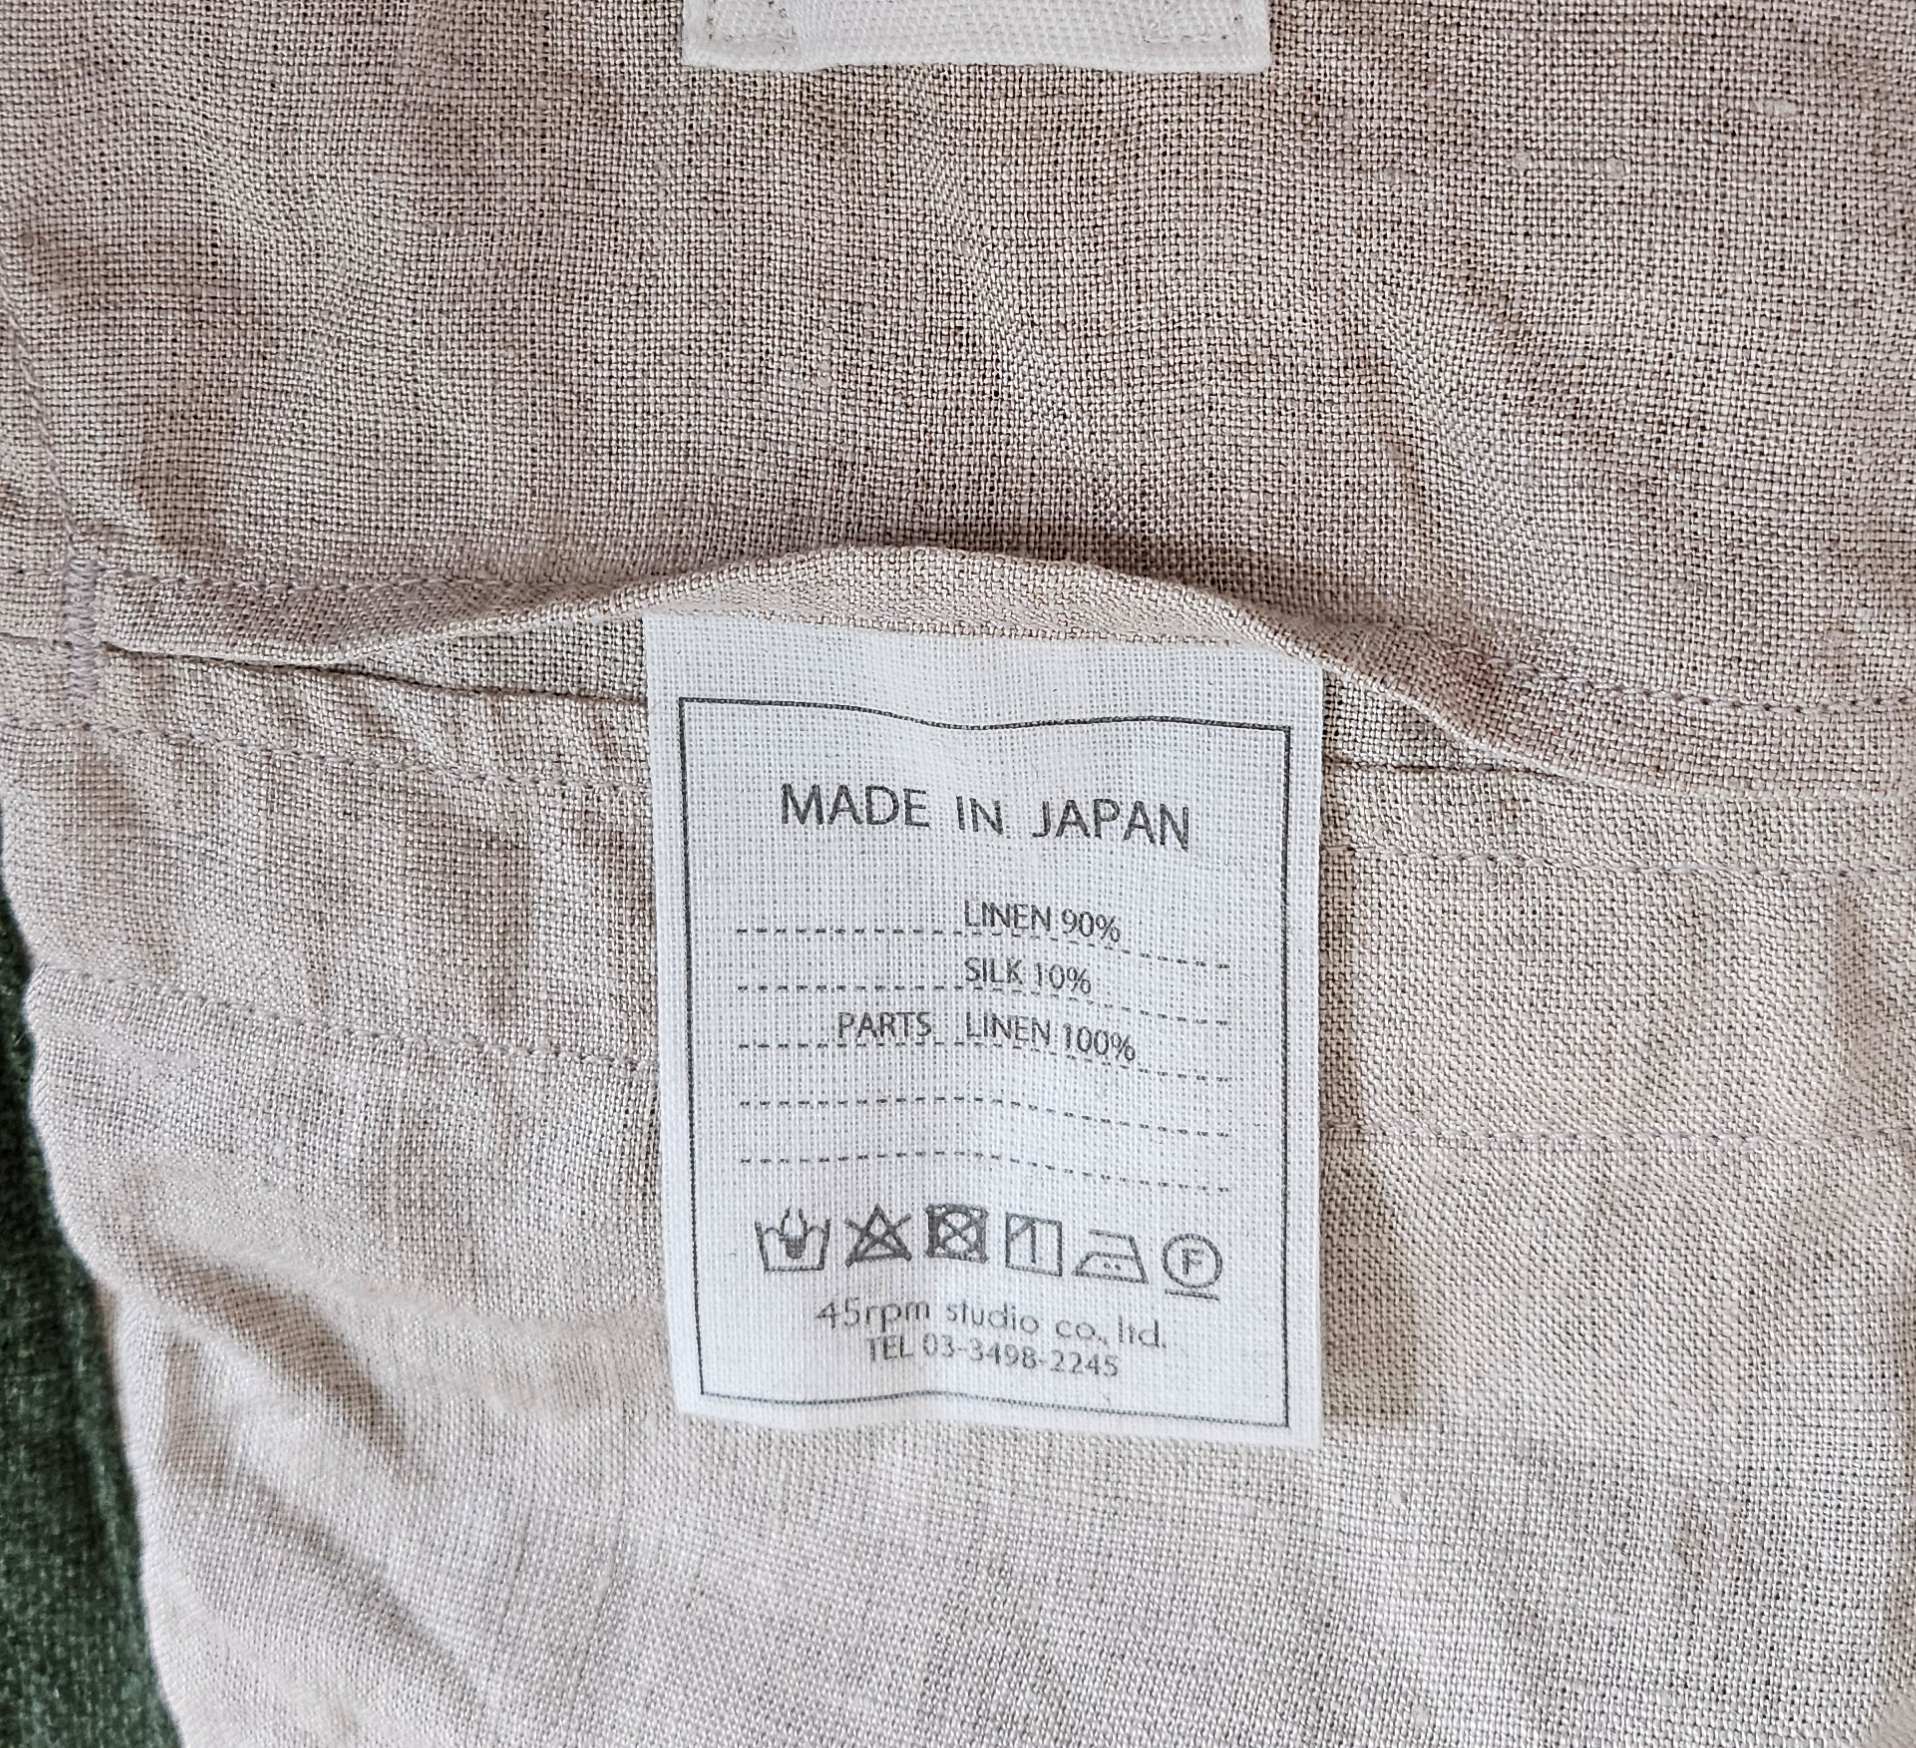 MADE IN JAPAN
LINEN 90%
SILK 10%
PARTS LINEN 100%
F
45rpm studio co., ltd.
TEL 03-3498-2245